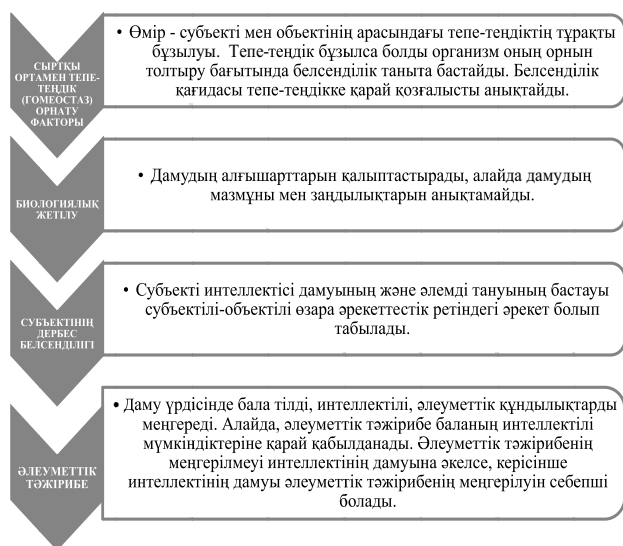 СЫРТҚЫ
ОРТАМЕН ТЕПЕ-
ТЕҢДІК
(ГОМЕОСТАЗ)
ОРНАТУ
ФАКТОРЫ
• Өмір - субъекті мен объектінің арасындағы тепе-теңдіктің тұрақты
бұзылуы. Тепе-теңдік бұзылса болды организм оның орнын
толтыру бағытында белсенділік таныта бастайды. Белсенділік
қағидасы тепе-теңдікке қарай қозғалысты анықтайды.
БИОЛОГИЯЛЫҚ
ЖЕТІЛУ
• Дамудың алғышарттарын қалыптастырады, алайда дамудың
мазмұны мен заңдылықтарын анықтамайды.
СУБЪЕКТІНІҢ
ДЕРБЕС
БЕЛСЕНДІЛІГІ
• Субъекті интеллектісі дамуының және әлемді тануының бастауы
субъектілі-объектілі өзара әрекеттестік ретіндегі әрекет болып
табылады.
ӘЛЕУМЕТТІК
ТӘЖІРИБЕ
• Даму үрдісінде бала тілді, интеллектілі, әлеуметтік құндылықтарды
меңгереді. Алайда, әлеуметтік тәжірибе баланың интеллектілі
мүмкіндіктеріне қарай қабылданады. Әлеуметтік тәжірибенің
меңгерілмеуі интеллектінің дамуына әкелсе, керісінше
интеллектінің дамуы әлеуметтік тәжірибенің меңгерілуін себепші
болады.